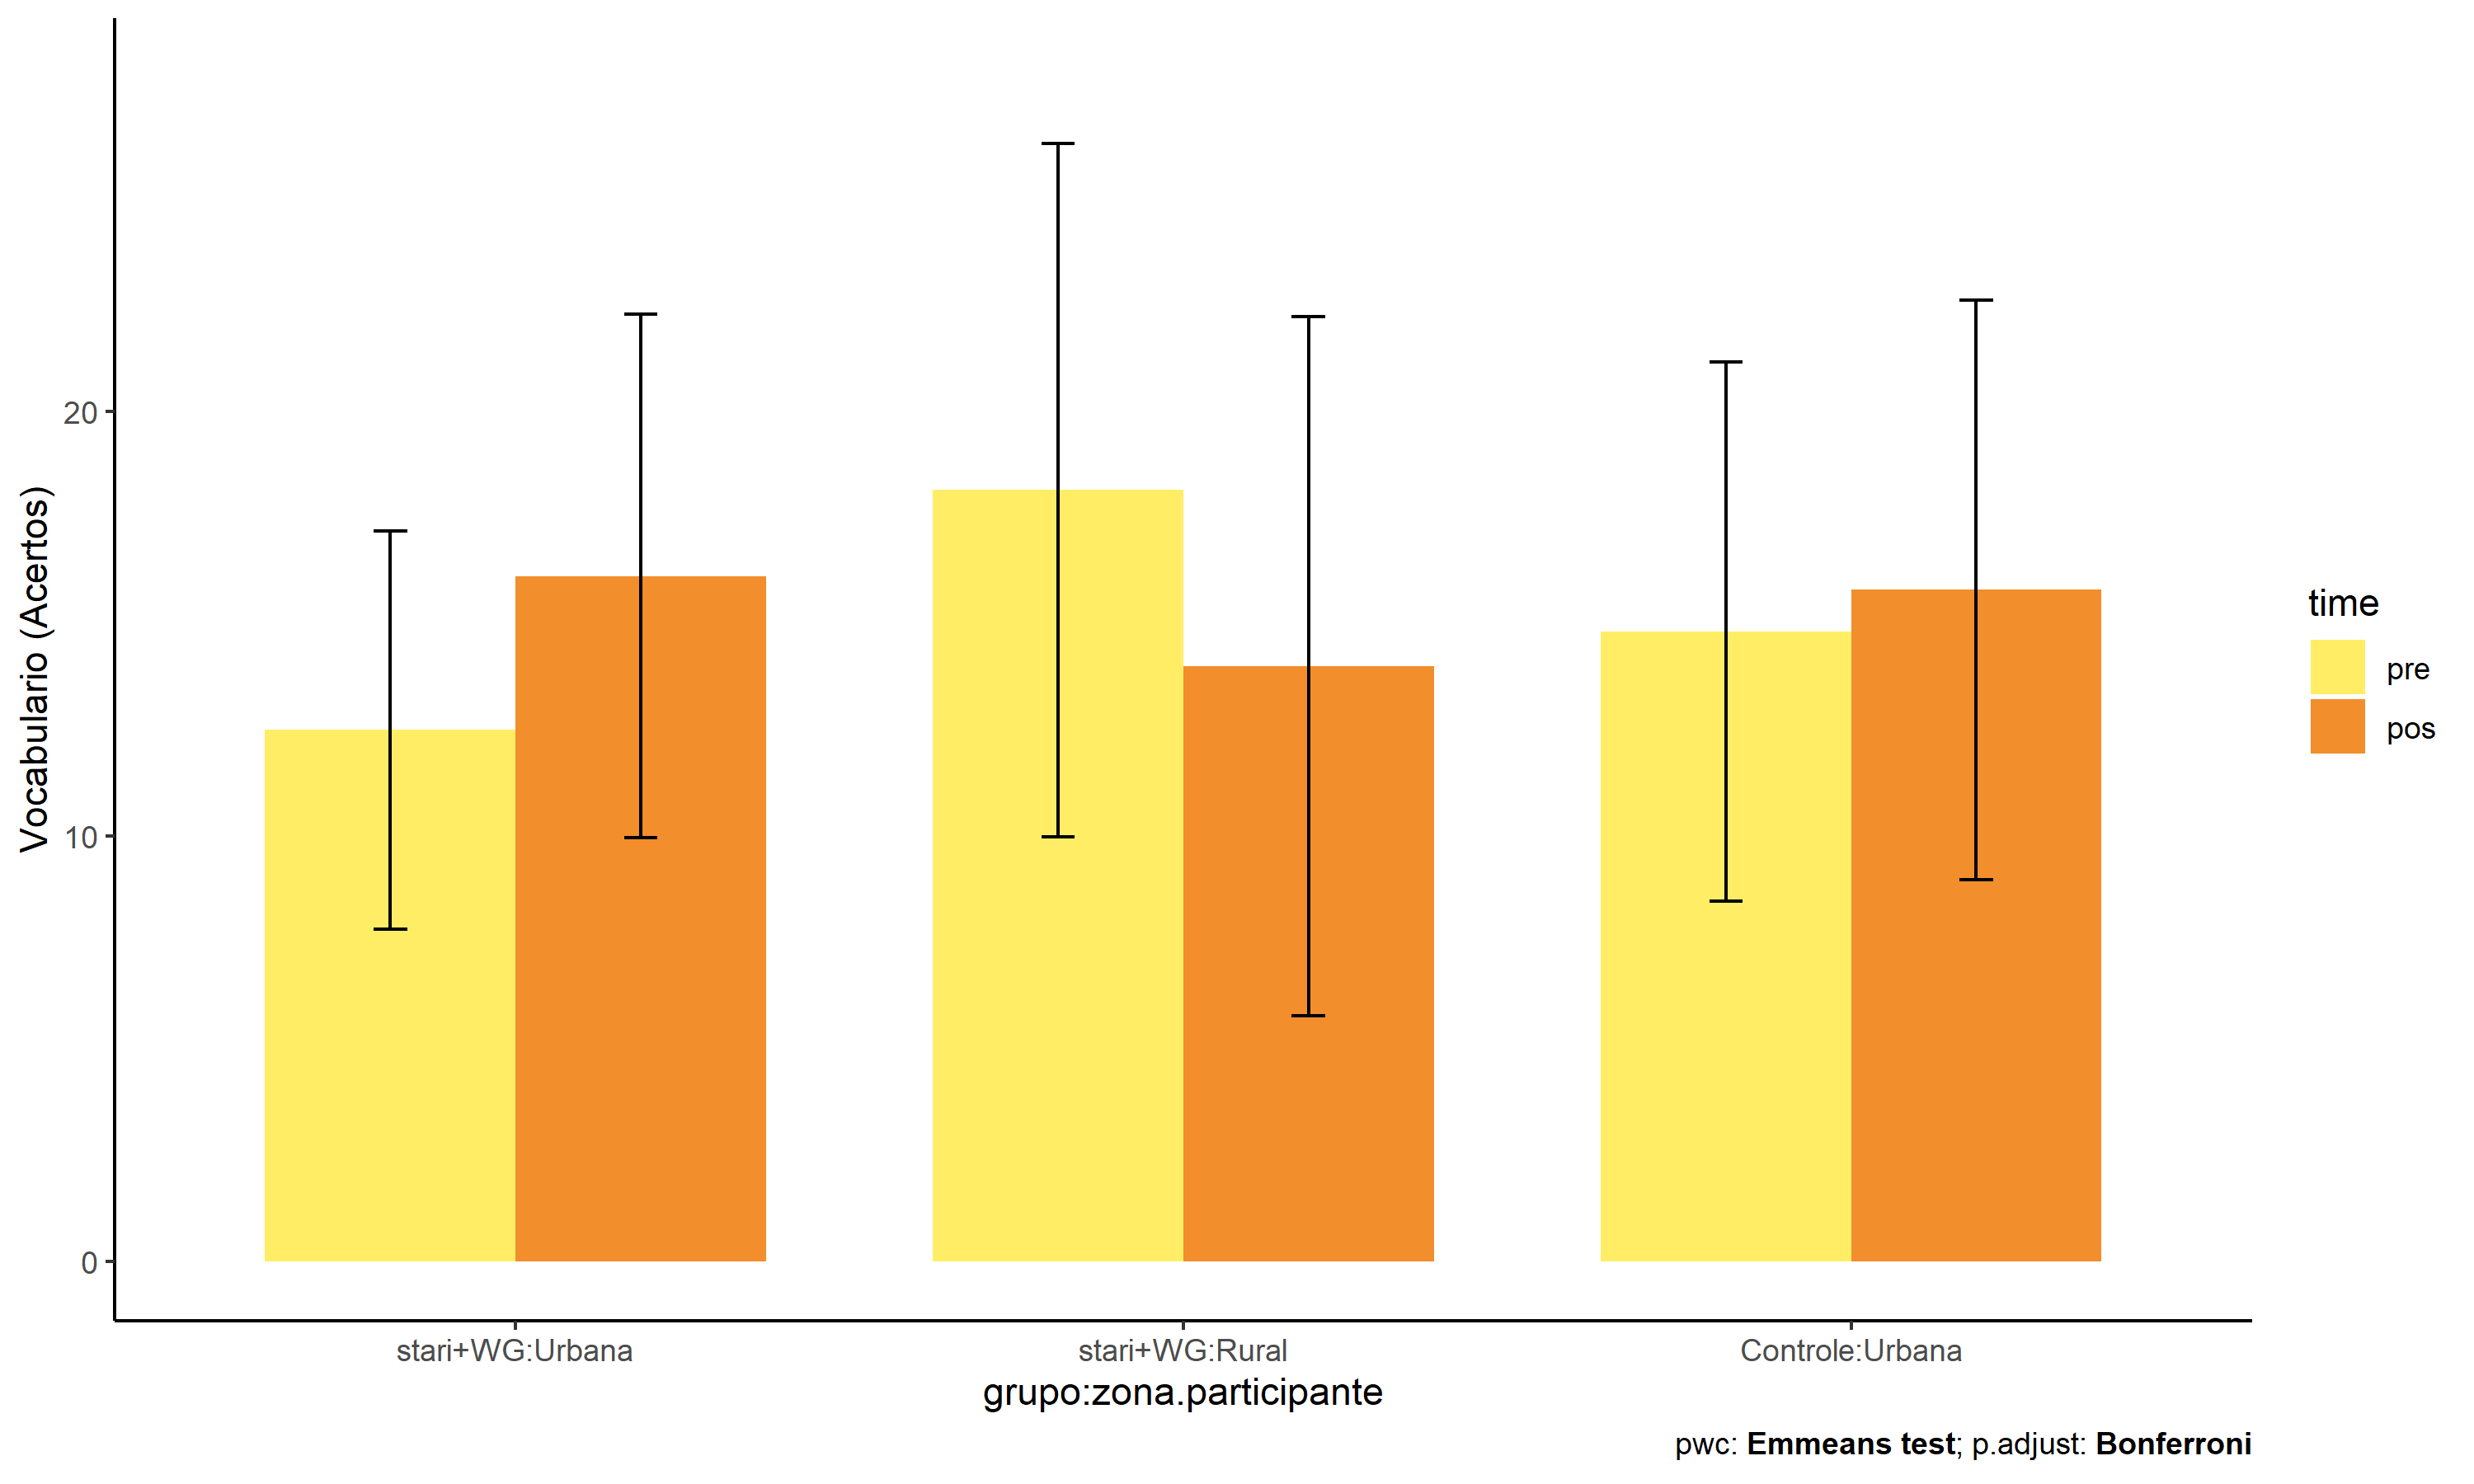 Vocabulario (Acertos)
20
10
0
stari+WG:Urbana
stari+WG:Rural
Controle:Urbana
grupo:zona.participante
time
pre
pos
pwc: Emmeans test; p.adjust: Bonferroni